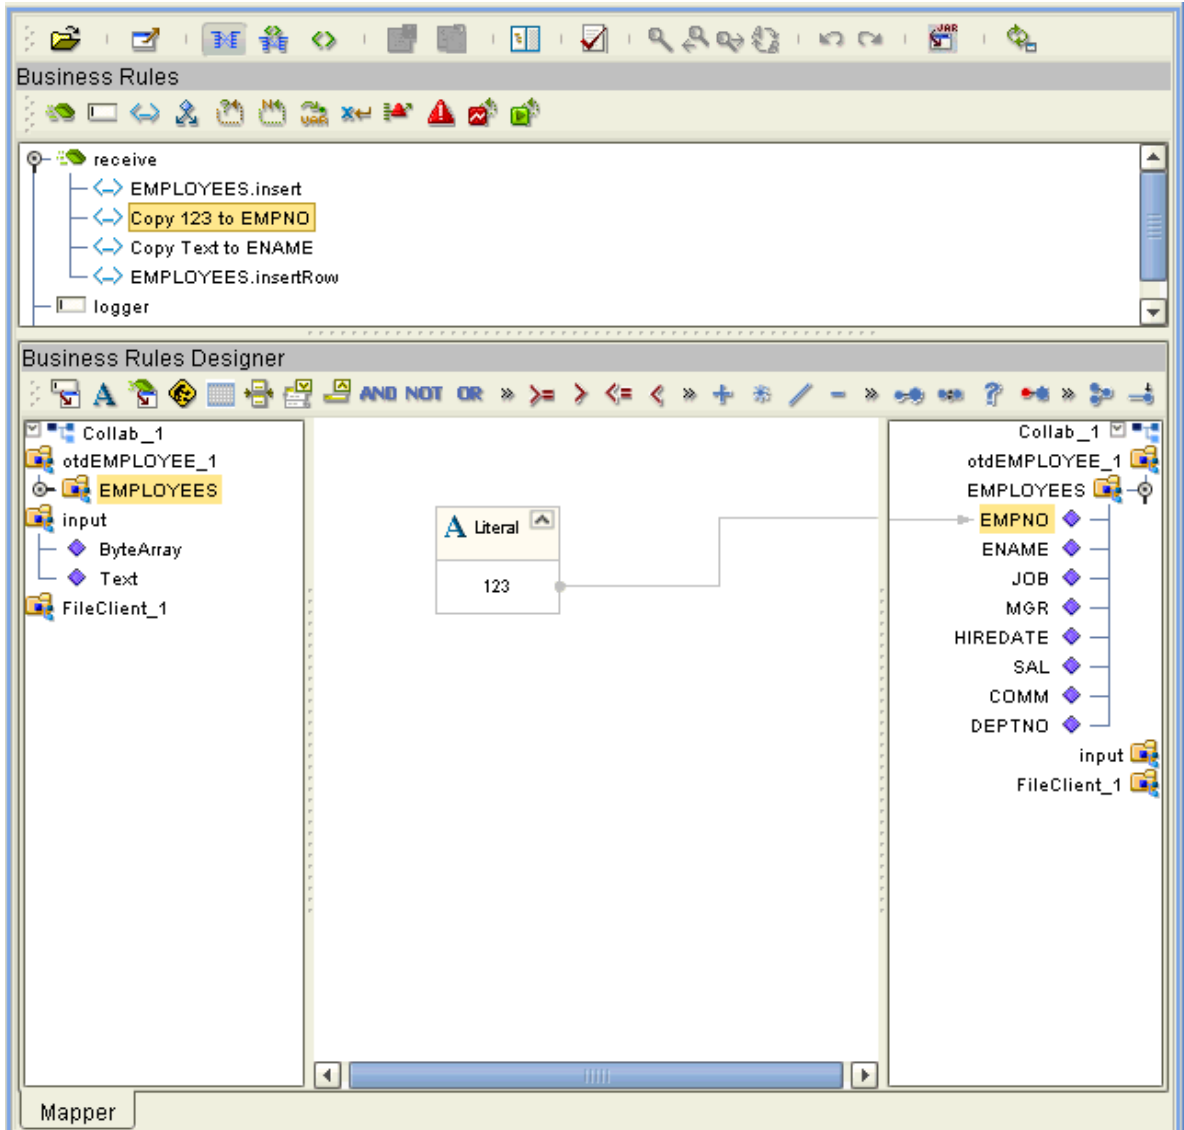 JAR
Business Rules
VAR
receive
EMPLOYEES.insert
Copy 123 to EMPNO
Copy Text to ENAME
EMPLOYEES.insertRow
logger
Business Rules Designer
A AND NOT OR » >= > <= < » + / - » ? »
Collab_1
otdEMPLOYEE_1
EMPLOYEES
input
ByteArray
Text
FileClient_1
A Literal
123
Collab_1
otdEMPLOYEE_1
EMPLOYEES
EMPNO
ENAME
JOB
MGR
HIREDATE
SAL
COMM
DEPTNO
input
FileClient_1
Mapper